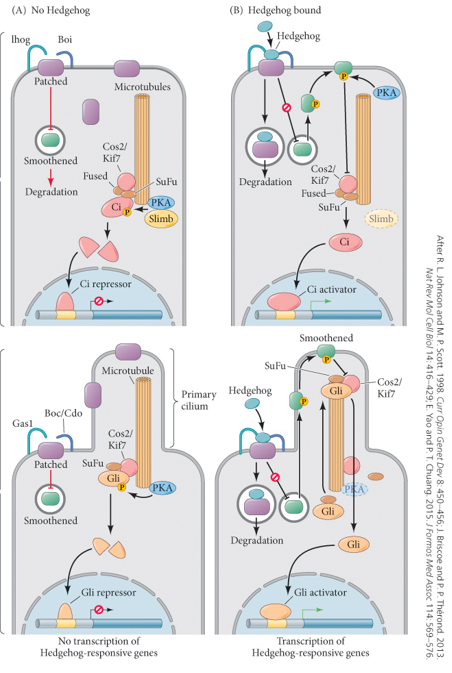 (A) No Hedgehog
Ihog
Boi
Patched
Microtubules
Smoothened
Degradation
Cos2/
Kif7
Fused
SuFu
Ci
P
PKA
Slimb
Ci repressor
(B) Hedgehog bound
Hedgehog
P
P
PKA
Degradation
Cos2/
Kif7
Fused
SuFu
Slimb
Ci
Ci activator
Microtubule
Primary
cilium
Gas1
Boc/Cdo
Patched
Smoothened
Cos2/
Kif7
SuFu
Gli
P
PKA
Gli repressor
No transcription of
Hedgehog-responsive genes
Smoothened
P
SuFu
Gli
Cos2/
Kif7
Hedgehog
P
PKA
Gli
Degradation
Gli
Gli activator
Transcription of
Hedgehog-responsive genes
After R. L. Johnson and M. P. Scott. 1998. Curr Opin Genet Dev 8: 450–456; J. Briscoe and P. P. Thérond. 2013.
Nat Rev Mol Cell Biol 14: 416–429; E. Yao and P. T. Chuang. 2015. J Formos Med Assoc 114: 569–576.